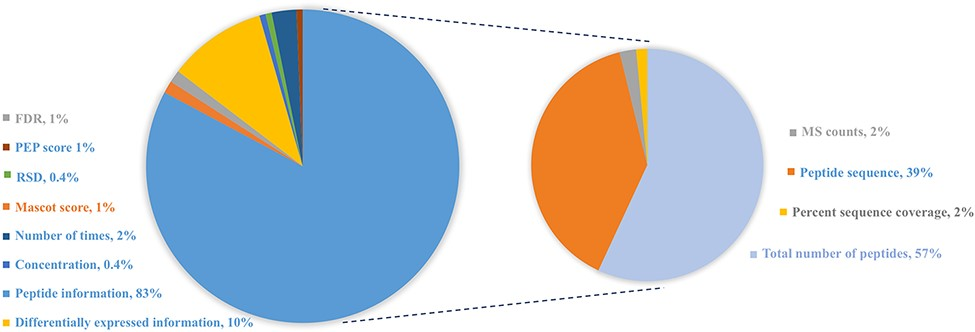 FDR, 1%
PEP score 1%
RSD, 0.4%
Mascot score, 1%
Number of times, 2%
Concentration, 0.4%
Peptide information, 83%
Differentially expressed information, 10%
MS counts, 2%
Peptide sequence, 39%
Percent sequence coverage, 2%
Total number of peptides, 57%